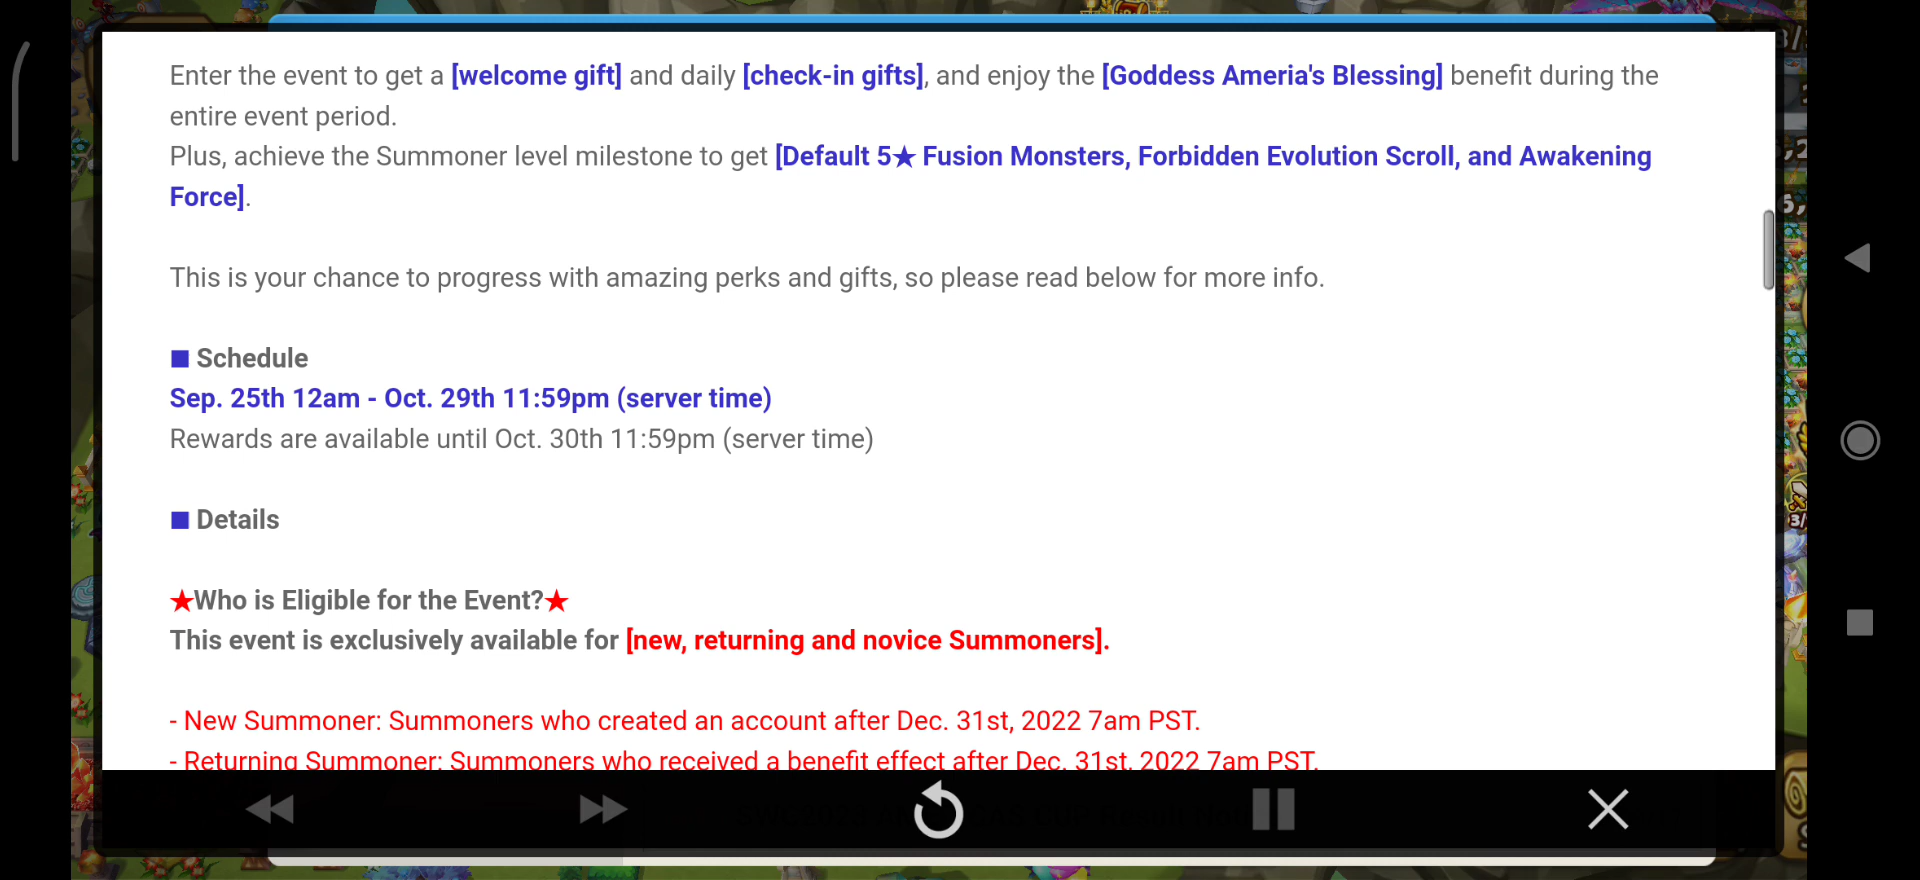 Enter the event to get a [welcome gift] and daily [check-in gifts], and enjoy the [Goddess Ameria's Blessing] benefit during the
entire event period.
Plus, achieve the Summoner level milestone to get [Default 5★ Fusion Monsters, Forbidden Evolution Scroll, and Awakening
Force].
This is your chance to progress with amazing perks and gifts, so please read below for more info.
■ Schedule
Sep. 25th 12am - Oct. 29th 11:59pm (server time)
Rewards are available until Oct. 30th 11:59pm (server time)
■ Details
★Who is Eligible for the Event?★
This event is exclusively available for [new, returning and novice Summoners].
- New Summoner: Summoners who created an account after Dec. 31st, 2022 7am PST.
- Returning Summoner: Summoners who received a benefit effect after Dec. 31st, 2022 7am PST.